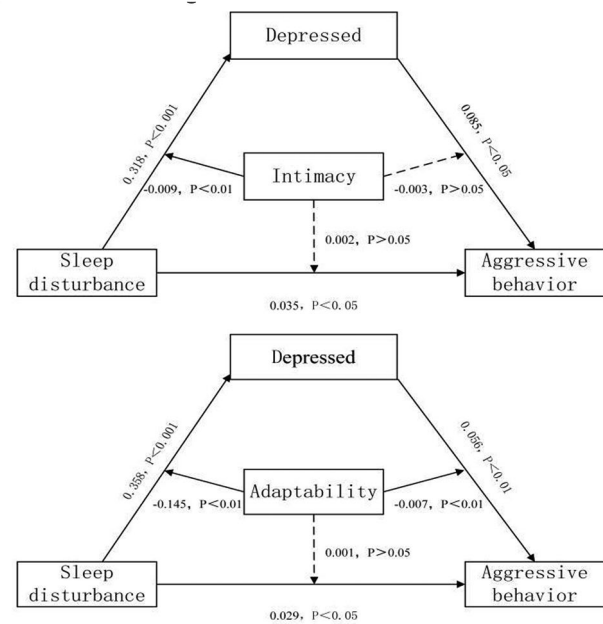 Depressed
0.318, P<0.001
0.085, P<0.05
Intimacy
-0.009, P<0.01
-0.003, P>0.05
0.002, P>0.05
Sleep
disturbance
Aggressive
behavior
0.035, P<0.05
Depressed
0.358, P<0.001
0.056, P<0.01
Adaptability
-0.145, P<0.01
-0.007, P<0.01
0.001, P>0.05
Sleep
disturbance
Aggressive
behavior
0.029, P<0.05